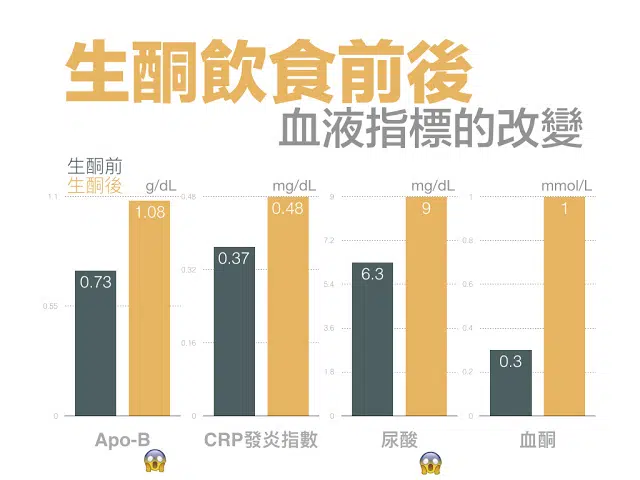 生酮飲食前後
血液指標的改變
生酮前
生酮後
g/dL
mg/dL
mg/dL
mmol/L
1.1
0.55
0
1.08
0.73
Apo-B
0.48
0.32
0.16
0
0.48
0.37
CRP發炎指數
9
7.2
5.4
3.6
1.8
0
9
6.3
尿酸
1
0.8
0.6
0.4
0.2
0
1
0.3
血酮